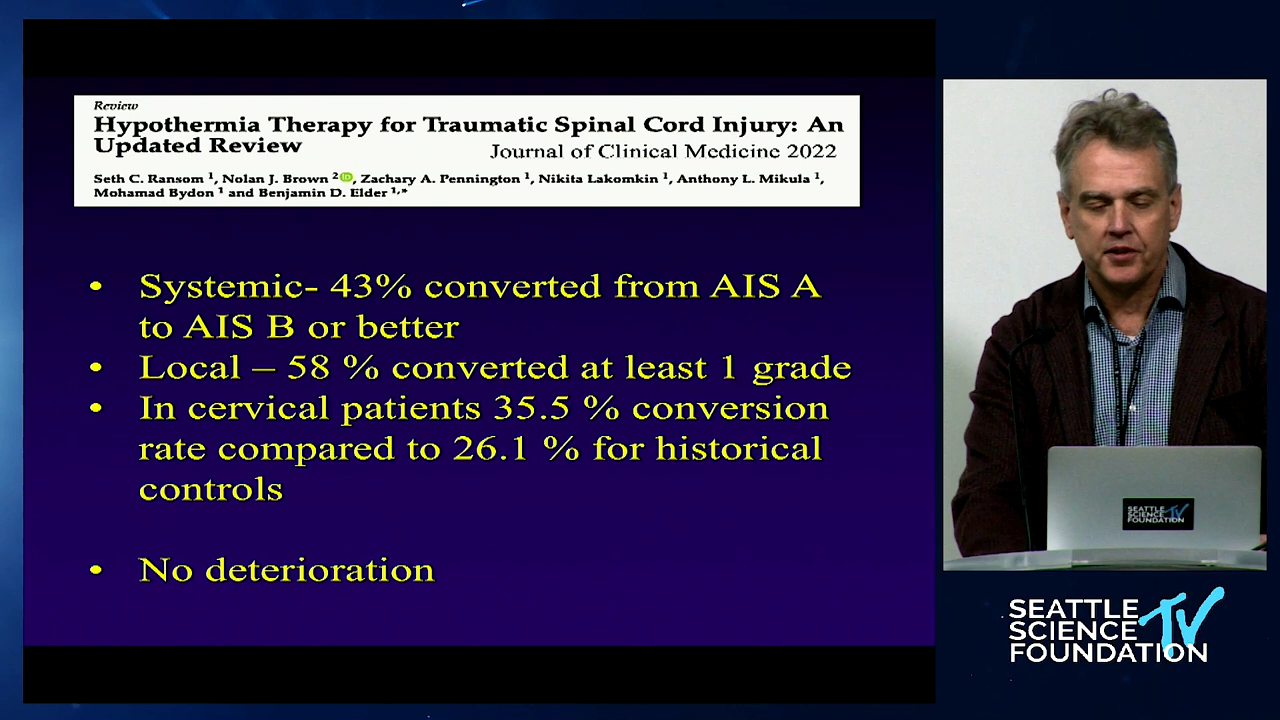 Review
Hypothermia Therapy for Traumatic Spinal Cord Injury: An
Updated Review
Journal of Clinical Medicine 2022
Seth C. Ransom 1, Nolan J. Brown 2 iD, Zachary A. Pennington 1, Nikita Lakomkin 1, Anthony L. Mikula 1,
Mohamad Bydon 1 and Benjamin D. Elder 1,*
• Systemic- 43% converted from AIS A
to AIS B or better
• Local – 58 % converted at least 1 grade
• In cervical patients 35.5 % conversion
rate compared to 26.1 % for historical
controls
• No deterioration
SEATTLE
SCIENCE TV
FOUNDATION
SEATTLE
SCIENCE TV
FOUNDATION